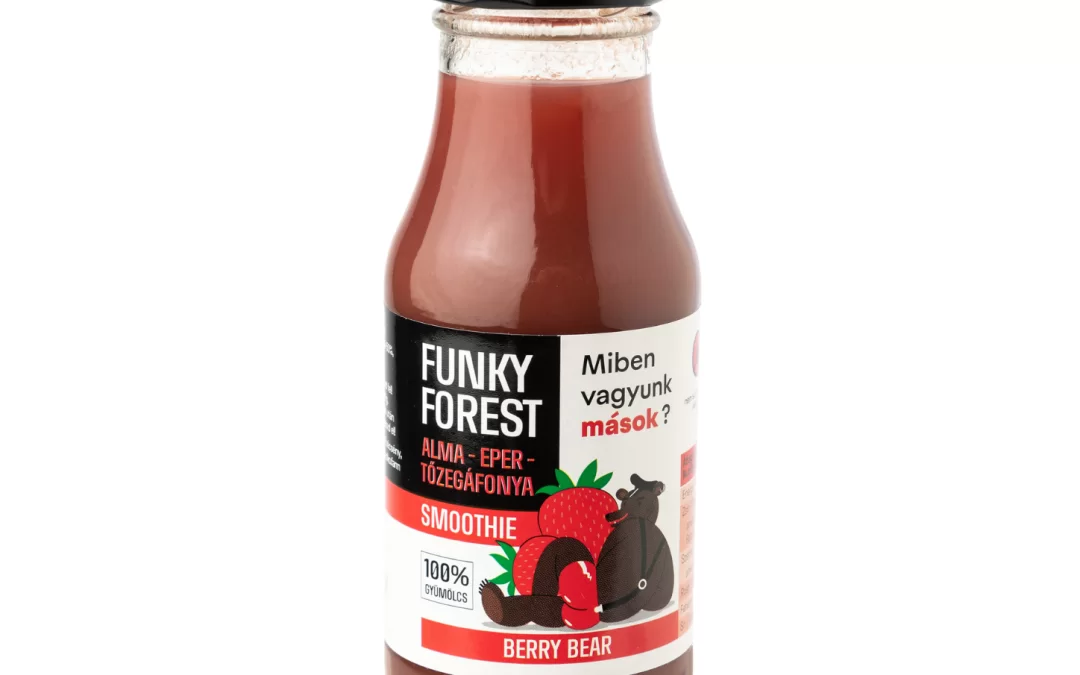 FUNKY
FOREST
ALMA - EPER -
TŐZEGÁFONYA
SMOOTHIE
100%
GYÜMÖLCS
Miben
vagyunk
mások?
BERRY BEAR